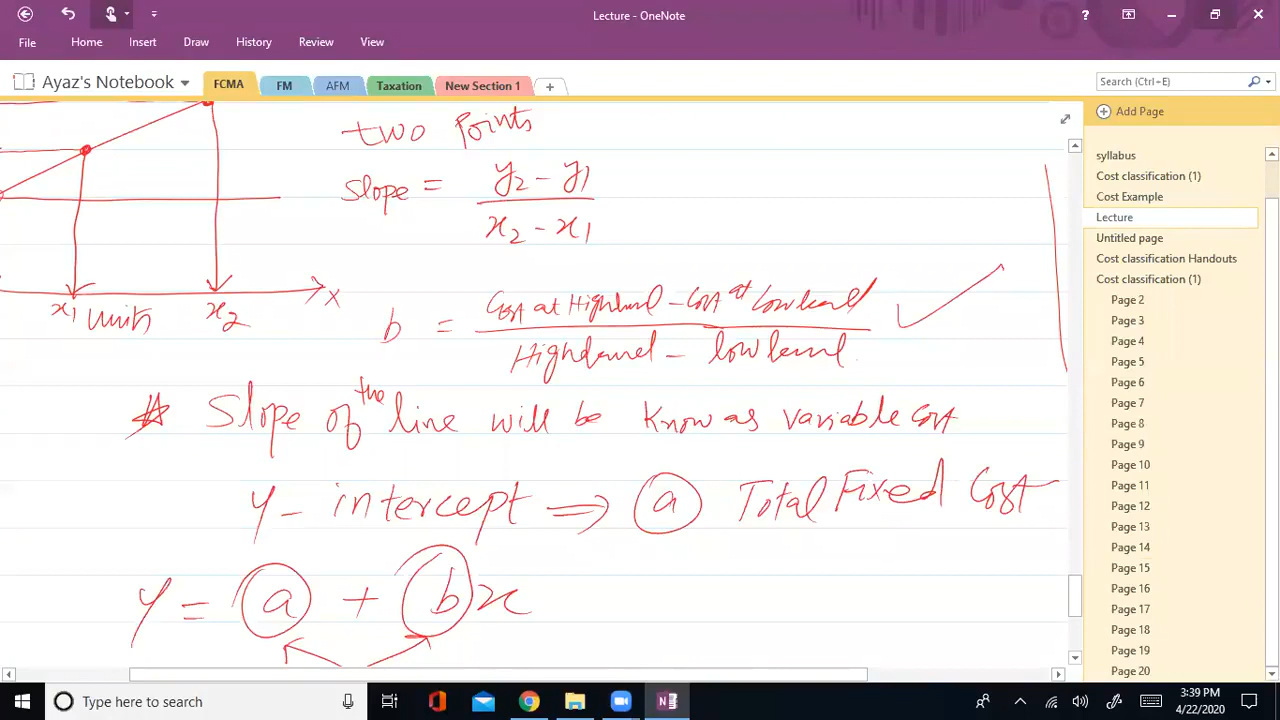 Lecture - OneNote
?
File Home Insert Draw History Review View
Ayaz's Notebook FCMA FM AFM Taxation New Section 1 +
Search (Ctrl+E)
Add Page
syllabus
Cost classification (1)
Cost Example
Lecture
Untitled page
Cost classification Handouts
Cost classification (1)
Page 2
Page 3
Page 4
Page 5
Page 6
Page 7
Page 8
Page 9
Page 10
Page 11
Page 12
Page 13
Page 14
Page 15
Page 16
Page 17
Page 18
Page 19
Page 20
two points
slope = y2 - y1
x2 - x1
x1 units x2 x
b = Cost at High level - Cost at low level
High level - low level
Slope of the line will be know as variable cost
y - intercept ⇒ a Total Fixed Cost
y = a + bx
Type here to search
3:39 PM
4/22/2020